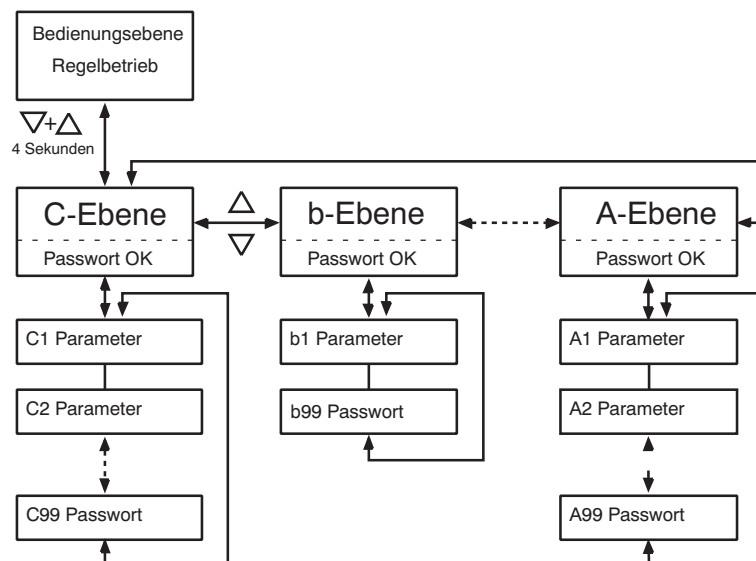 Bedienungsebene
Regelbetrieb
+
4 Sekunden
C-Ebene
Passwort OK
b-Ebene
Passwort OK
A-Ebene
Passwort OK
C1 Parameter
b1 Parameter
A1 Parameter
C2 Parameter
b99 Passwort
A2 Parameter
C99 Passwort
A99 Passwort